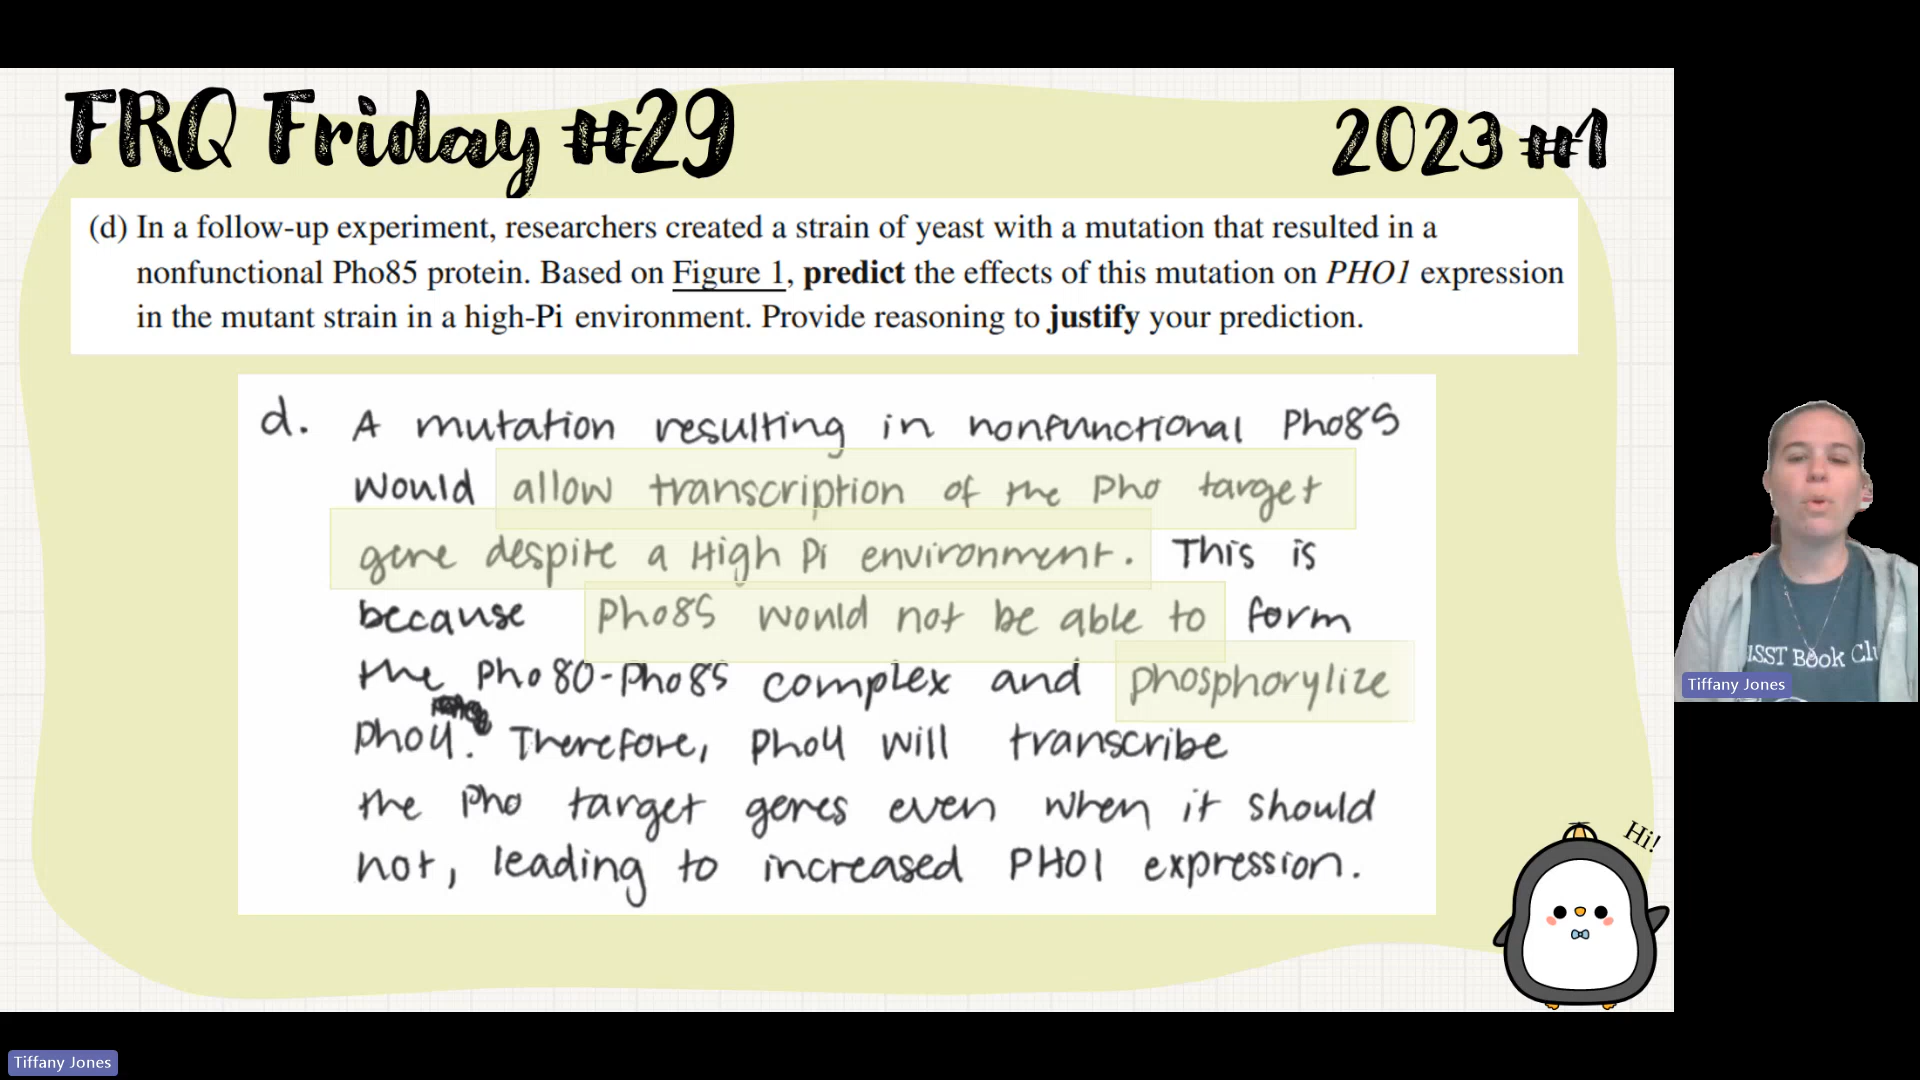 FRQ Friday #29
2023 #1
(d) In a follow-up experiment, researchers created a strain of yeast with a mutation that resulted in a
nonfunctional Pho85 protein. Based on Figure 1, predict the effects of this mutation on PHO1 expression
in the mutant strain in a high-Pi environment. Provide reasoning to justify your prediction.
d. A mutation resulting in nonfunctional Pho85
would allow transcription of the Pho target
gene despite a High Pi environment. This is
because Pho85 would not be able to form
the Pho80-Pho85 complex and phosphorylize
Pho4. Therefore, Pho4 will transcribe
the Pho target genes even when it should
not, leading to increased PHO1 expression.
Hi!
SST Book Clu
Tiffany Jones
Tiffany Jones